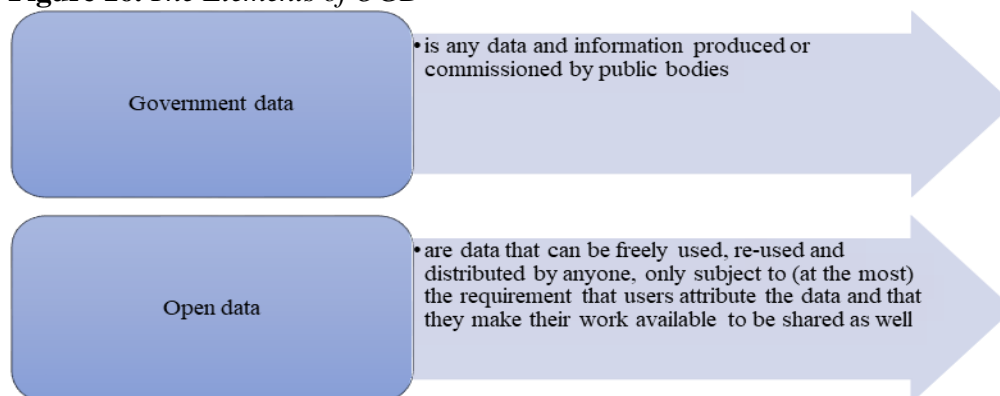 The Elements of OGD
Government data
• is any data and information produced or
commissioned by public bodies
Open data
• are data that can be freely used, re-used and
distributed by anyone, only subject to (at the most)
the requirement that users attribute the data and that
they make their work available to be shared as well